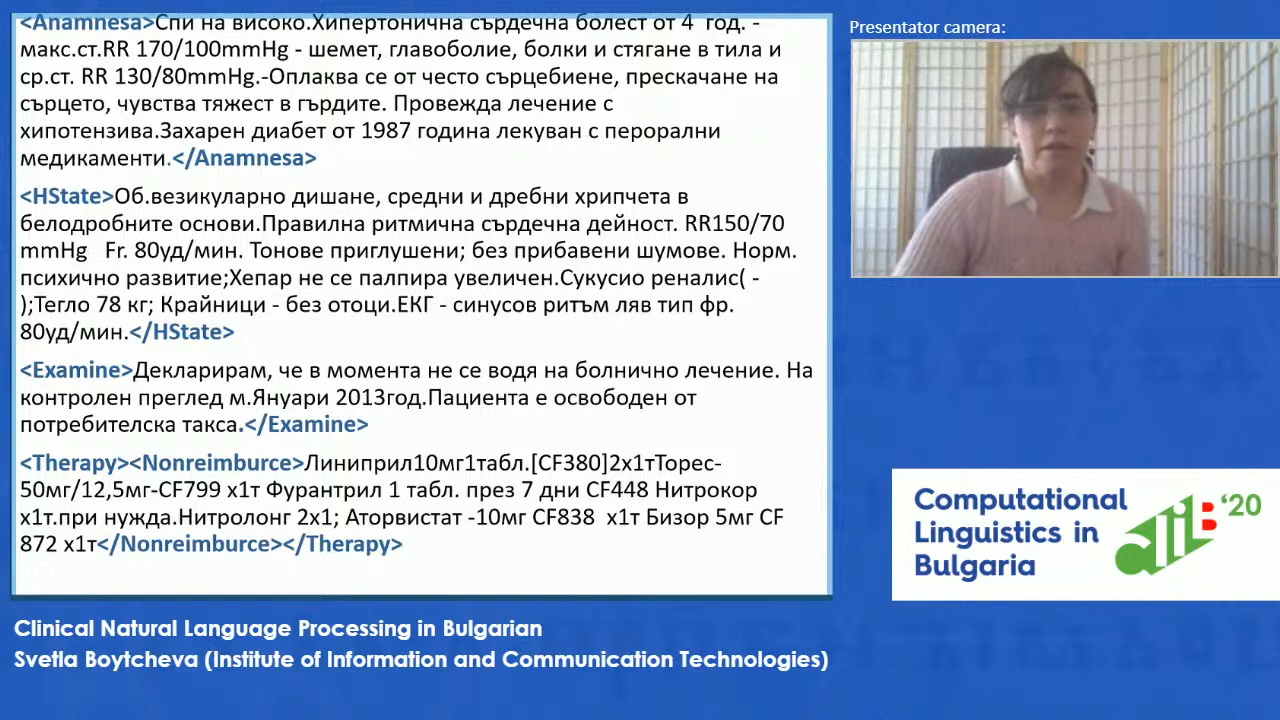 <Anamnesa>Спи на високо.Хипертонична сърдечна болест от 4  год. -
макс.ст.RR 170/100mmHg - шемет, главоболие, болки и стягане в тила и
ср.ст. RR 130/80mmHg.-Оплаква се от често сърцебиене, прескачане на
сърцето, чувства тяжест в гърдите. Провежда лечение с
хипотензива.Захарен диабет от 1987 година лекуван с перорални
медикаменти.</Anamnesa>
<HState>Об.везикуларно дишане, средни и дребни хрипчета в
белодробните основи.Правилна ритмична сърдечна дейност. RR150/70
mmHg   Fr. 80уд/мин. Тонове приглушени; без прибавени шумове. Норм.
психично развитие;Хепар не се палпира увеличен.Сукусио реналис( -
);Тегло 78 кг; Крайници - без отоци.ЕКГ - синусов ритъм ляв тип фр.
80уд/мин.</HState>
<Examine>Декларирам, че в момента не се водя на болнично лечение. На
контролен преглед м.Януари 2013год.Пациента е освободен от
потребителска такса.</Examine>
<Therapy><Nonreimburce>Линиприл10мг1табл.[CF380]2х1тТорес-
50мг/12,5мг-CF799 х1т Фурантрил 1 табл. през 7 дни CF448 Нитрокор
х1т.при нужда.Нитролонг 2х1; Аторвистат -10мг CF838  х1т Бизор 5мг CF
872 х1т</Nonreimburce></Therapy>
Presentator camera:
Computational
Linguistics in
Bulgaria
clib '20
Clinical Natural Language Processing in Bulgarian
Svetla Boytcheva (Institute of Information and Communication Technologies)